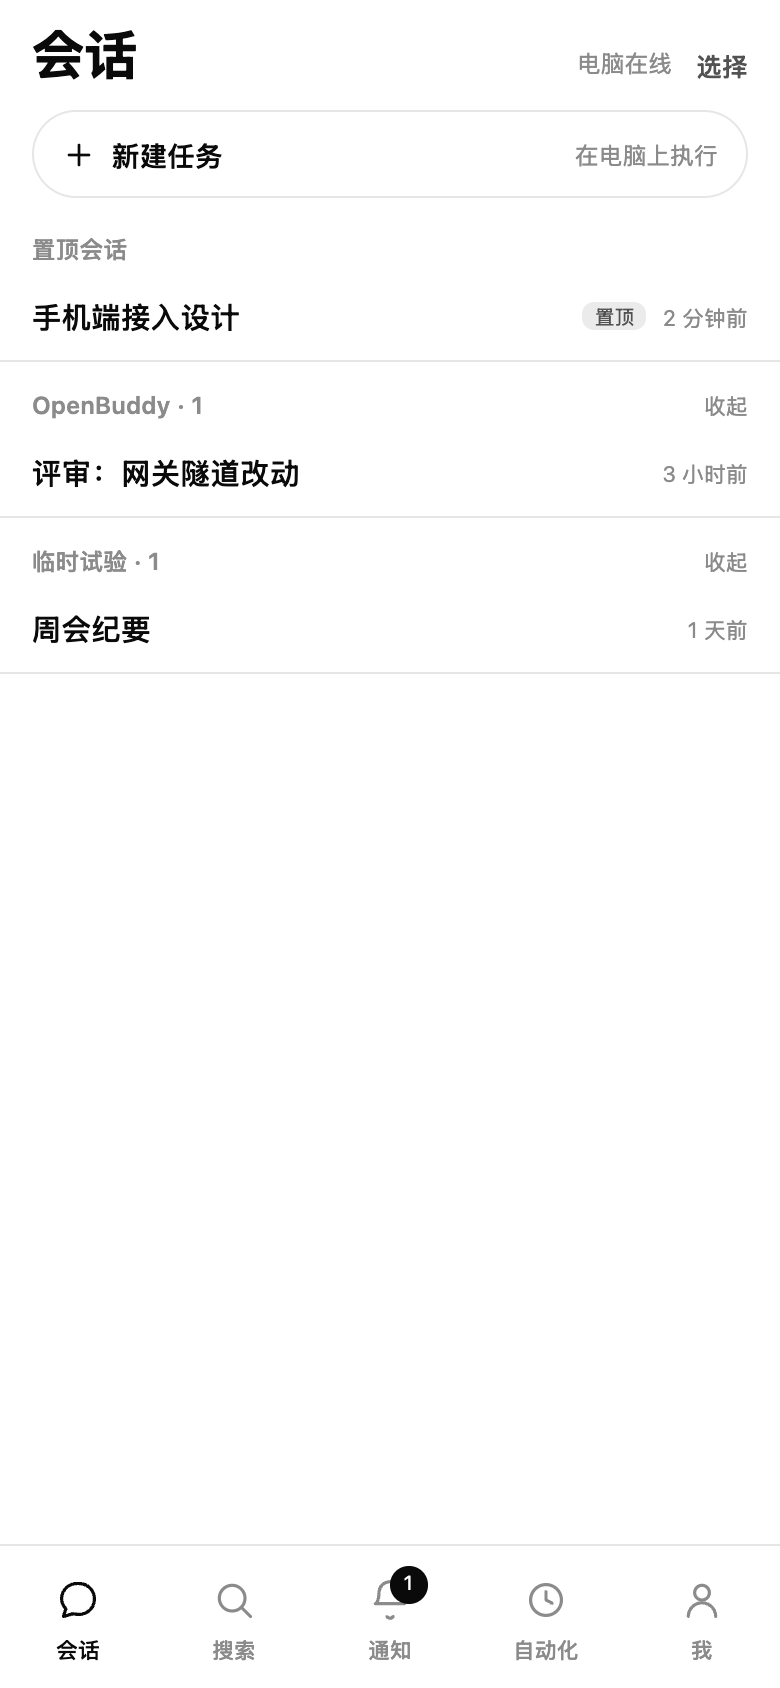 会话
电脑在线 选择
新建任务 在电脑上执行
置顶会话
手机端接入设计 置顶 2 分钟前
OpenBuddy · 1 收起
评审：网关隧道改动 3 小时前
临时试验 · 1 收起
周会纪要 1 天前
1
会话 搜索 通知 自动化 我